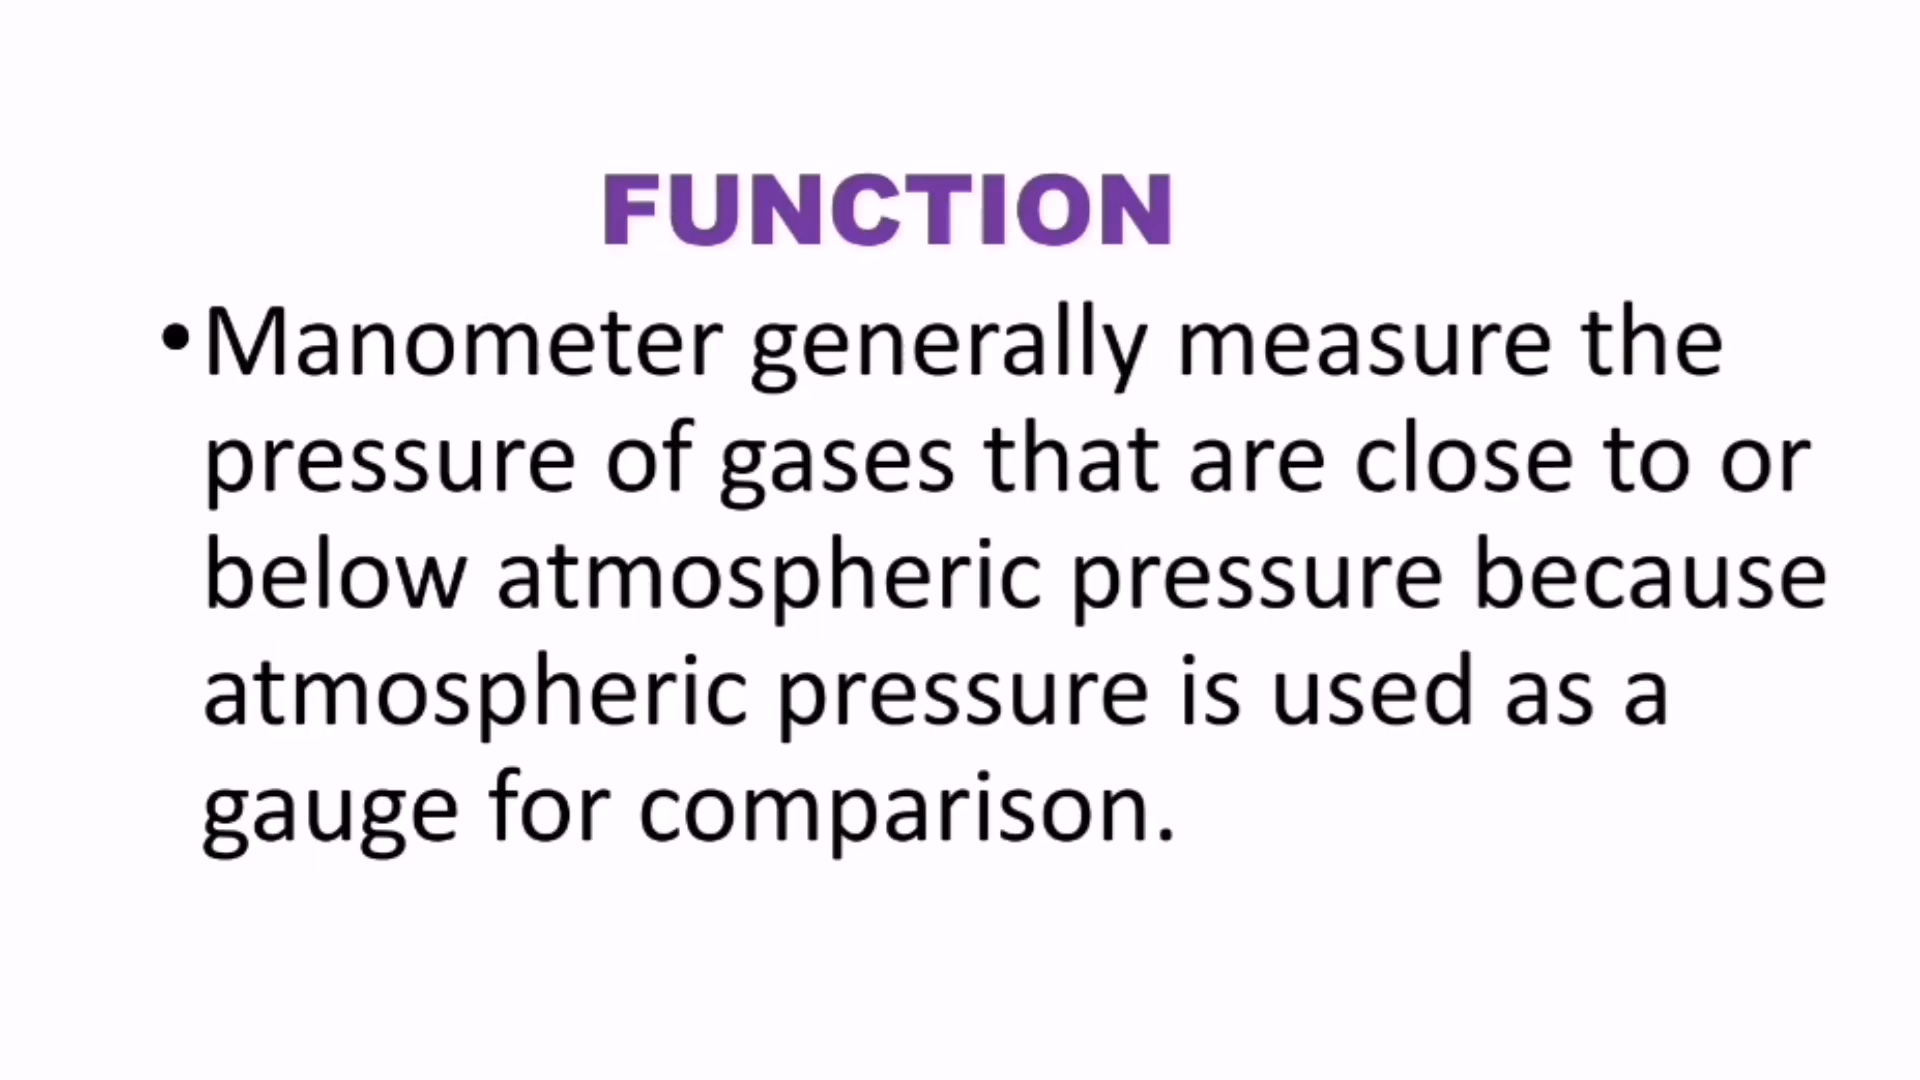 FUNCTION
•Manometer generally measure the
pressure of gases that are close to or
below atmospheric pressure because
atmospheric pressure is used as a
gauge for comparison.